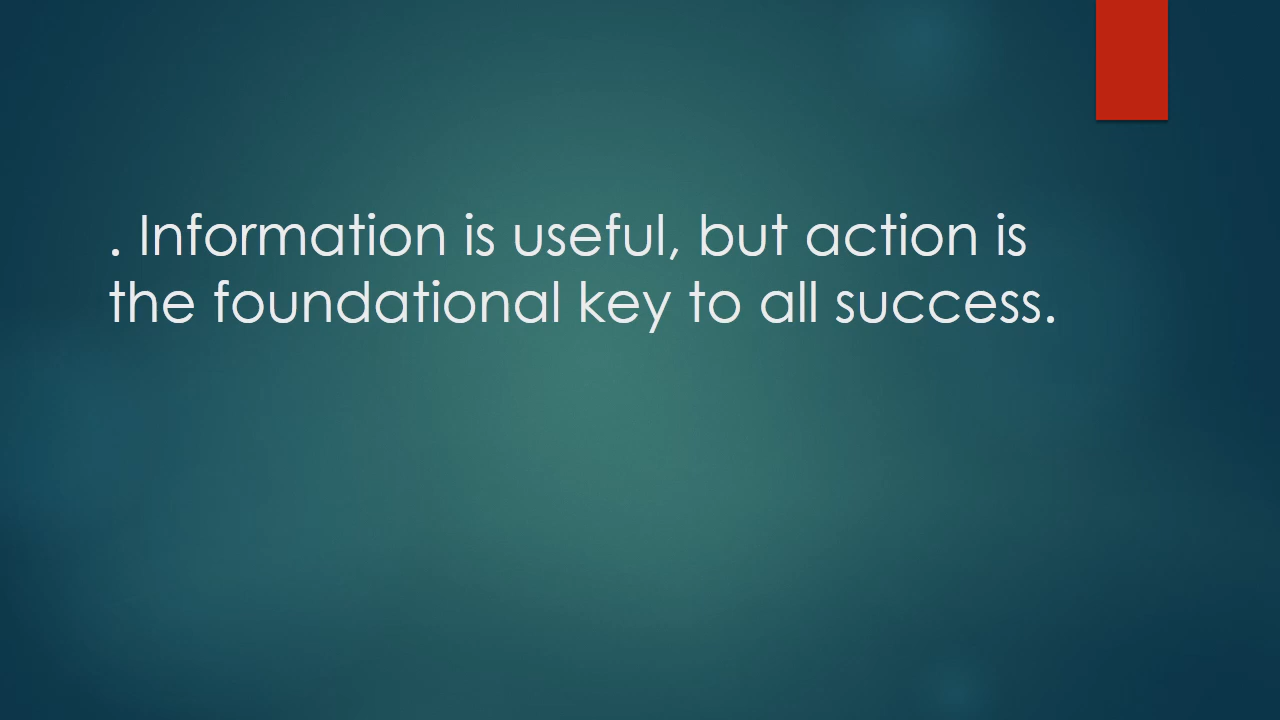 . Information is useful, but action is
the foundational key to all success.